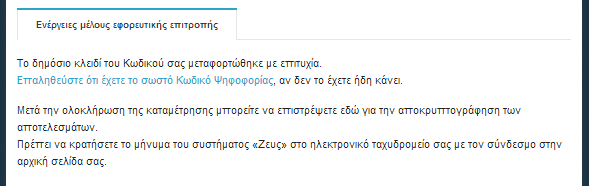 Ενέργειες μέλους εφορευτικής επιτροπής
Το δημόσιο κλειδί του Κωδικού σας μεταφορτώθηκε με επιτυχία.
Επαληθεύστε ότι έχετε το σωστό Κωδικό Ψηφοφορίας, αν δεν το έχετε ήδη κάνει.
Μετά την ολοκλήρωση της καταμέτρησης μπορείτε να επιστρέψετε εδώ για την αποκρυπτογράφηση των
αποτελεσμάτων.
Πρέπει να κρατήσετε το μήνυμα του συστήματος «Ζευς» στο ηλεκτρονικό ταχυδρομείο σας με τον σύνδεσμο στην
αρχική σελίδα σας.